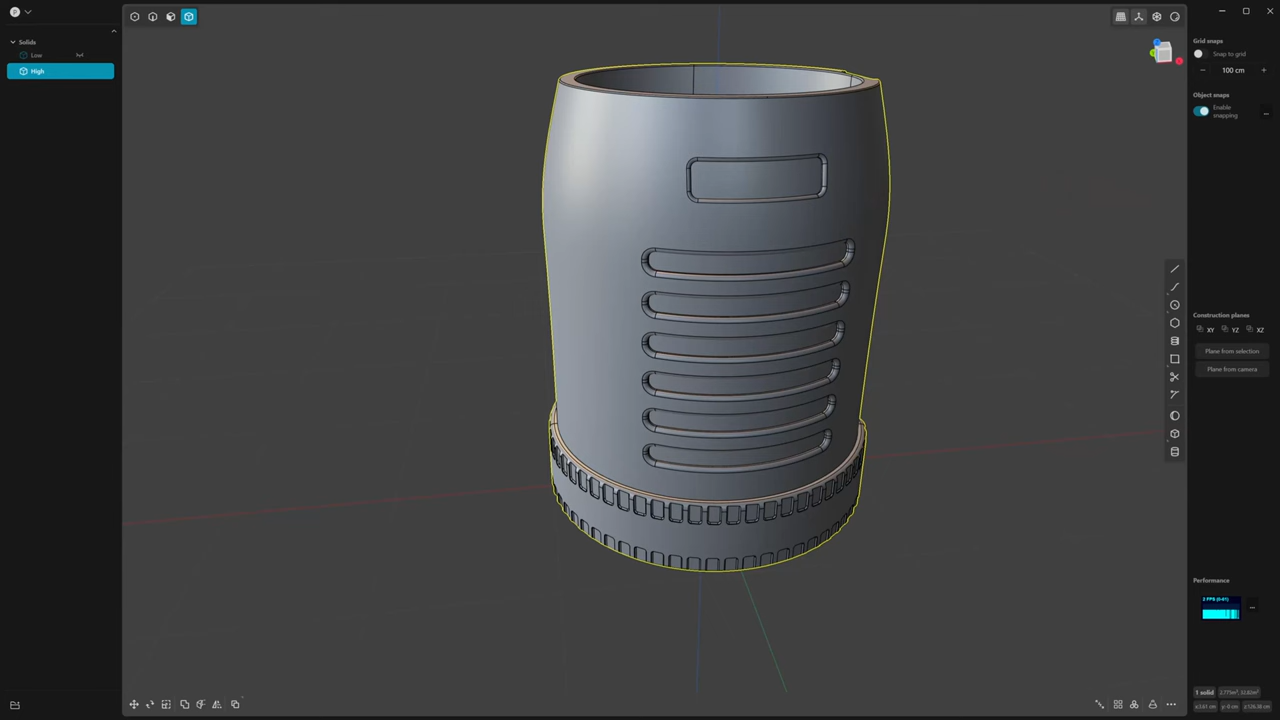 Solids
Low
High
Grid snaps
Snap to grid
100 cm
Object snaps
Enable
snapping
Construction planes
XY YZ XZ
Plane from selection
Plane from camera
Performance
1 solid